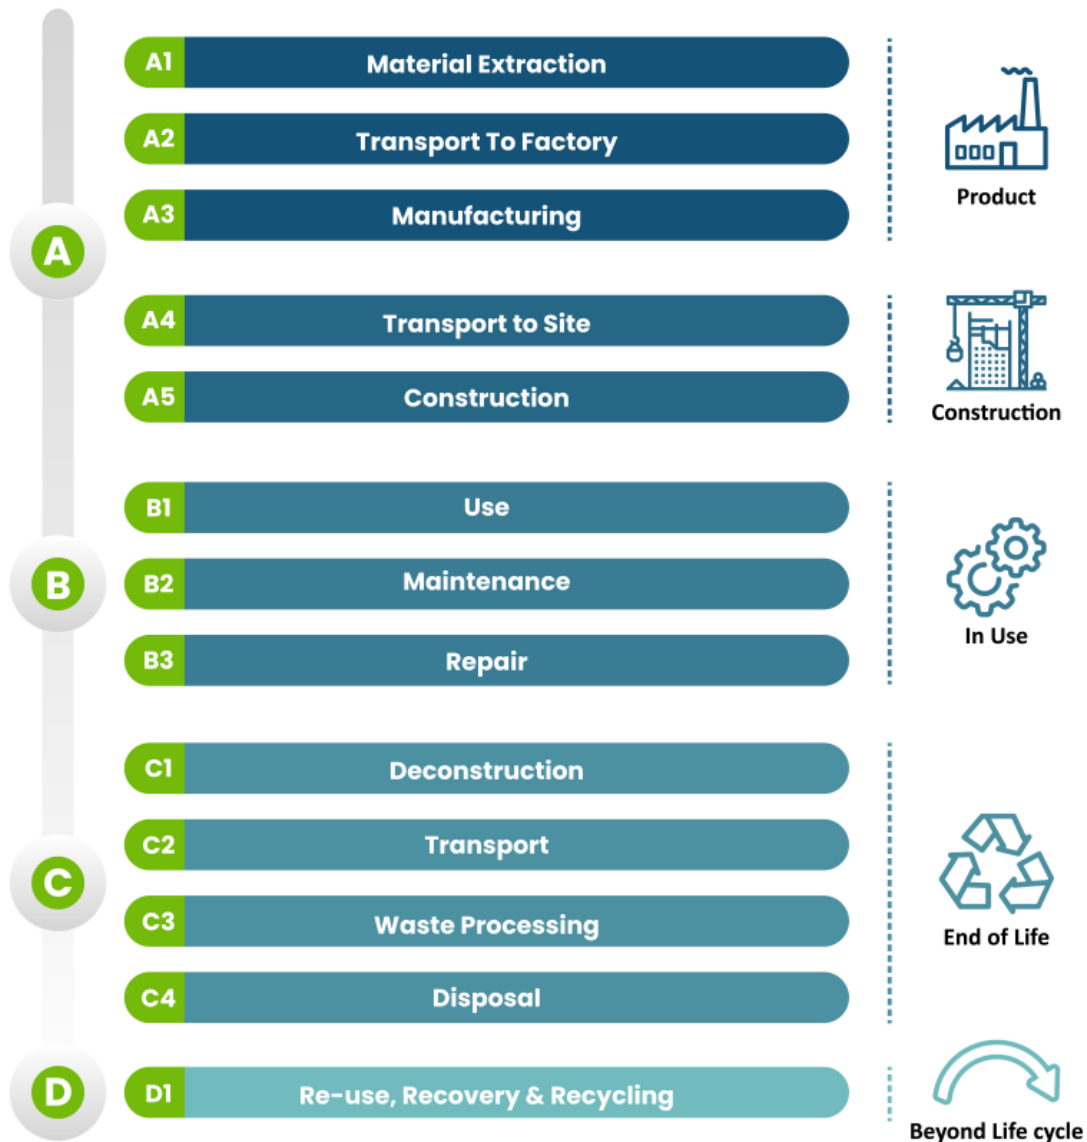 A1 Material Extraction
A2 Transport To Factory
A3 Manufacturing
Product
A
A4 Transport to Site
A5 Construction
Construction
B1 Use
B2 Maintenance
B3 Repair
B
In Use
C1 Deconstruction
C2 Transport
C3 Waste Processing
C4 Disposal
C
End of Life
D
D1 Re-use, Recovery & Recycling
Beyond Life cycle